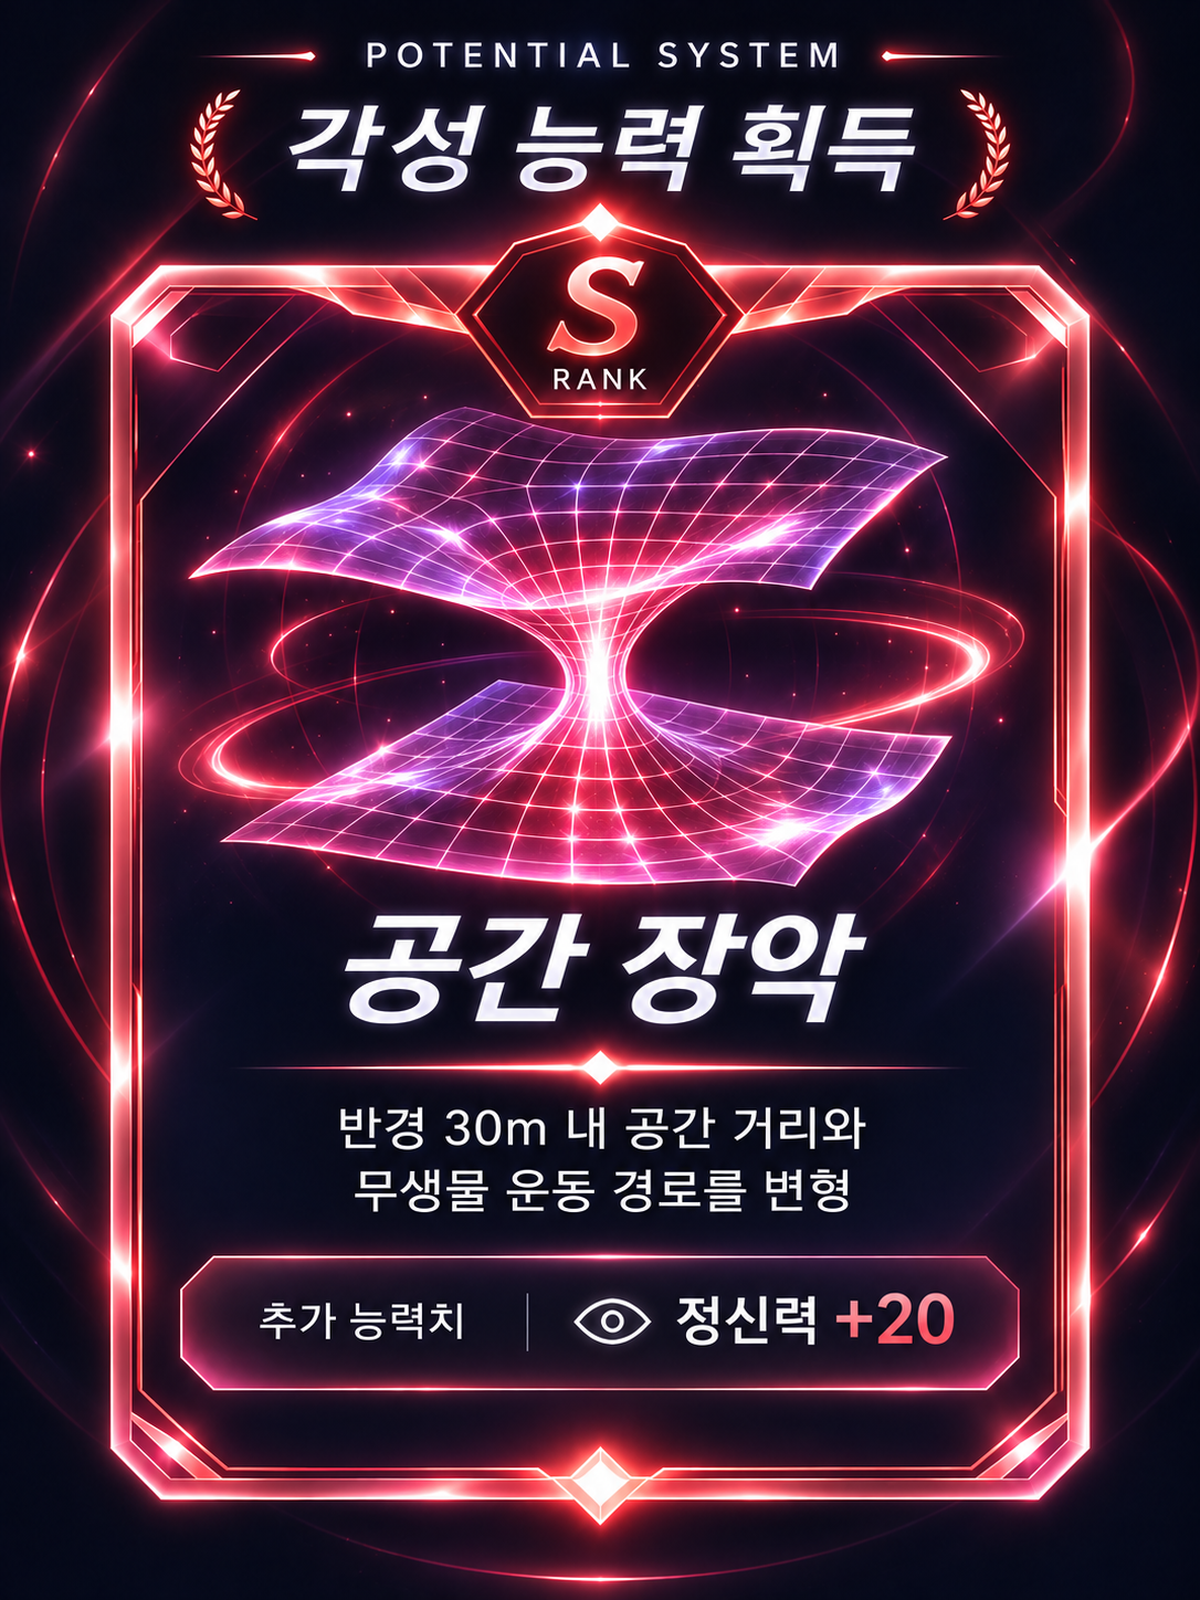 POTENTIAL SYSTEM
각성 능력 획득
S
RANK
공간 장악
반경 30m 내 공간 거리와
무생물 운동 경로를 변형
추가 능력치 정신력 +20